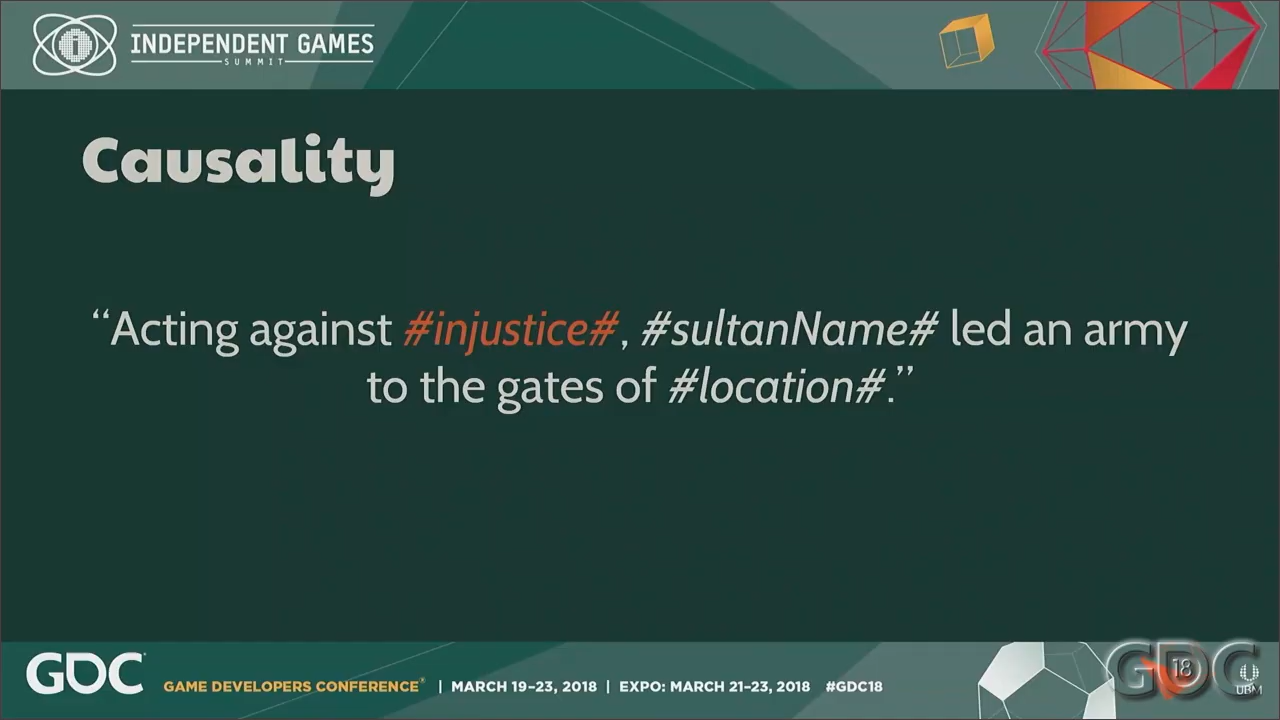 INDEPENDENT GAMES
SUMMIT
Causality
“Acting against #injustice#, #sultanName# led an army
to the gates of #location#.”
GDC GAME DEVELOPERS CONFERENCE® | MARCH 19–23, 2018 | EXPO: MARCH 21–23, 2018 #GDC18
GDC 18
UBM